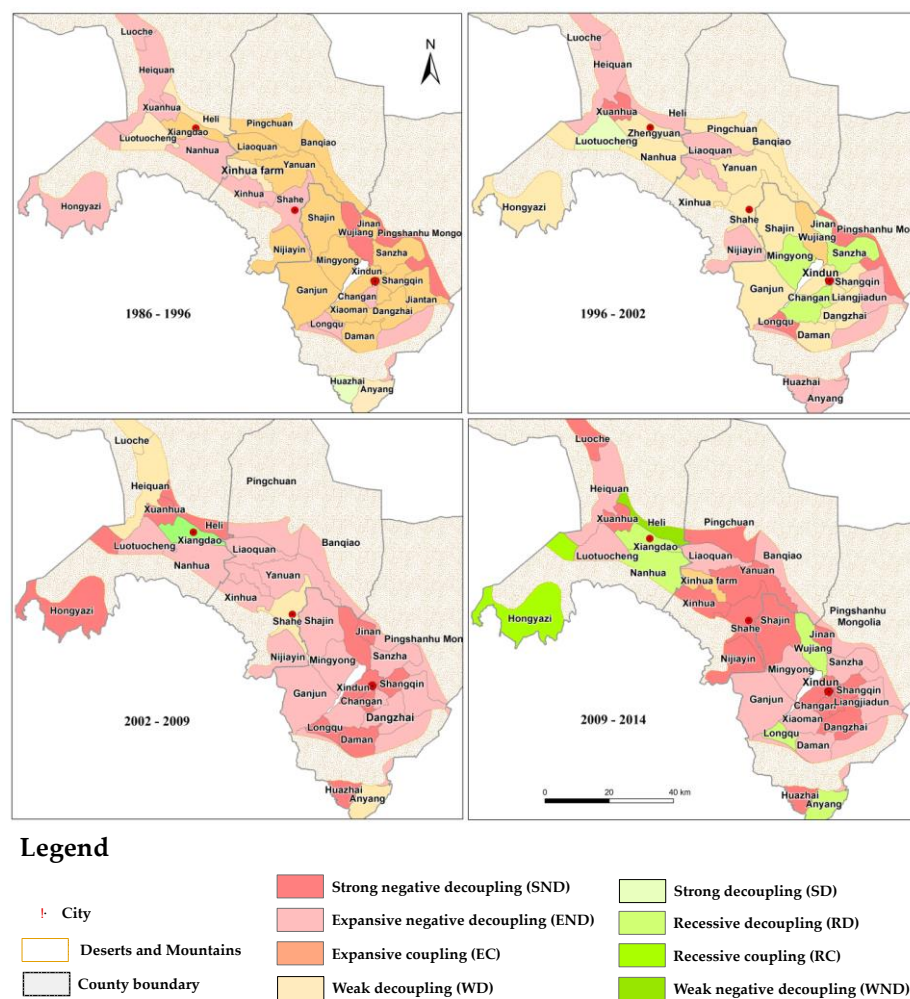 Luoche
Heiquan
N
Xuanhua
Heli
Pingchuan
Xiangdao
Luotuocheng
Liaoquan
Banqiao
Nanhua
Yanuan
Xinhua farm
Xinhua
Shahe
Hongyazi
Shajin
Jinan
Wujiang
Pingshanhu Mongo
Nijiayin
Sanzha
Mingyong
Xindun
Shangqin
Ganjun
Changan
Jiantan
Xiaoman
Dangzhai
1986 - 1996
Longqu
Daman
Huazhai
Anyang
Luoche
Heiquan
Xuanhua
Heli
Pingchuan
Zhengyuan
Luotuocheng
Liaoquan
Banqiao
Nanhua
Yanuan
Hongyazi
Xinhua
Shahe
Shajin
Jinan
Pingshanhu Mo
Wujiang
Nijiayin
Mingyong
Sanzha
Xindun
Shangqin
Ganjun
Changan
Liangjiadun
Dangzhai
1996 - 2002
Longqu
Daman
Huazhai
Anyang
Luoche
Heiquan
Pingchuan
Xuanhua
Heli
Xiangdao
Luotuocheng
Liaoquan
Banqiao
Nanhua
Yanuan
Xinhua
Hongyazi
Shahe
Shajin
Jinan
Pingshanhu Mon
Nijiayin
Mingyong
Sanzha
Xindun
Shangqin
Ganjun
Changan
Dangzhai
2002 - 2009
Longqu
Daman
Huazhai
Anyang
Luoche
Heiquan
Xuanhua
Heli
Pingchuan
Xiangdao
Luotuocheng
Liaoquan
Banqiao
Nanhua
Yanuan
Xinhua farm
Xinhua
Hongyazi
Pingshanhu
Mongolia
Shahe
Shajin
Jinan
Wujiang
Nijiayin
Mingyong
Sanzha
Xindun
Shangqin
Ganjun
Changan
Liangjiadun
Xiaoman
Dangzhai
2009 - 2014
Longqu
Daman
0 20 40 km
Huazhai
Anyang
Legend
City
Deserts and Mountains
County boundary
Strong negative decoupling (SND)
Expansive negative decoupling (END)
Expansive coupling (EC)
Weak decoupling (WD)
Strong decoupling (SD)
Recessive decoupling (RD)
Recessive coupling (RC)
Weak negative decoupling (WND)